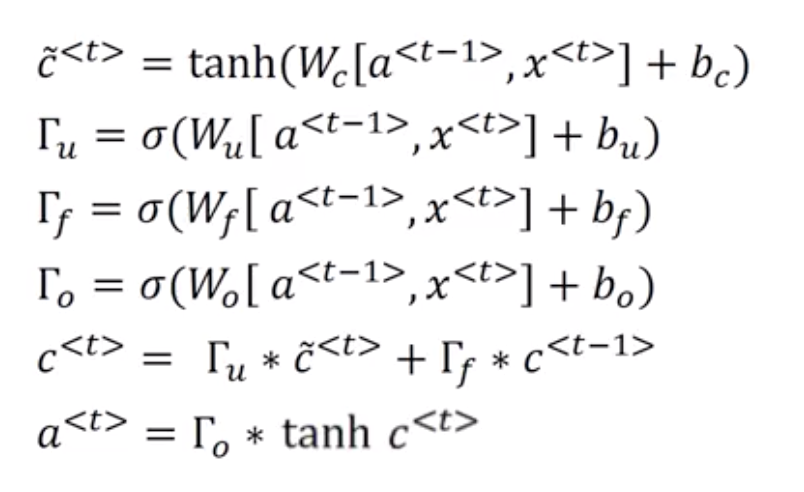 c̃^{<t>} = tanh(W_c[a^{<t−1>}, x^{<t>}] + b_c)
Γ_u = σ(W_u[ a^{<t−1>}, x^{<t>}] + b_u)
Γ_f = σ(W_f[ a^{<t−1>}, x^{<t>}] + b_f)
Γ_o = σ(W_o[ a^{<t−1>}, x^{<t>}] + b_o)
c^{<t>} = Γ_u * c̃^{<t>} + Γ_f * c^{<t−1>}
a^{<t>} = Γ_o * tanh c^{<t>}